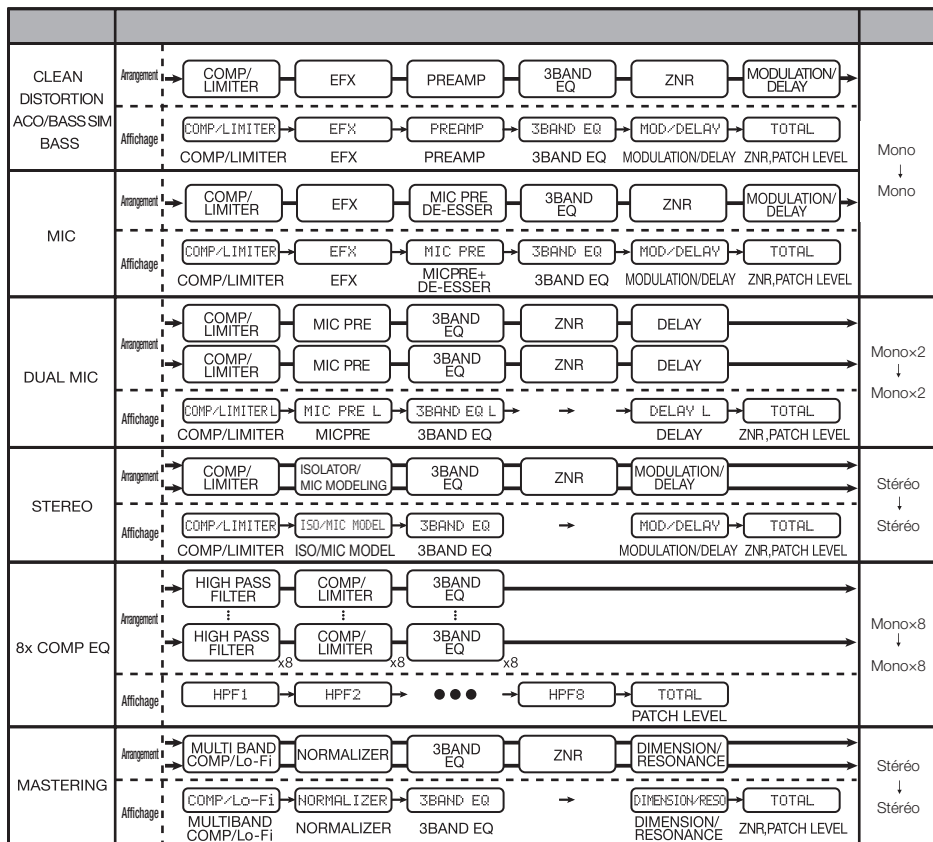 CLEAN
DISTORTION
ACO/BASS SIM
BASS
Arrangement
COMP/
LIMITER
EFX
PREAMP
3BAND
EQ
ZNR
MODULATION/
DELAY
Affichage
COMP/LIMITER
EFX
PREAMP
3BAND EQ
MOD/DELAY
TOTAL
COMP/LIMITER
EFX
PREAMP
3BAND EQ
MODULATION/DELAY
ZNR,PATCH LEVEL
Mono
↓
Mono
MIC
Arrangement
COMP/
LIMITER
EFX
MIC PRE
DE-ESSER
3BAND
EQ
ZNR
MODULATION/
DELAY
Affichage
COMP/LIMITER
EFX
MIC PRE
3BAND EQ
MOD/DELAY
TOTAL
COMP/LIMITER
EFX
MICPRE+
DE-ESSER
3BAND EQ
MODULATION/DELAY
ZNR,PATCH LEVEL
DUAL MIC
Arrangement
COMP/
LIMITER
MIC PRE
3BAND
EQ
ZNR
DELAY
COMP/
LIMITER
MIC PRE
3BAND
EQ
ZNR
DELAY
Affichage
COMP/LIMITER L
MIC PRE L
3BAND EQ L
DELAY L
TOTAL
COMP/LIMITER
MICPRE
3BAND EQ
DELAY
ZNR,PATCH LEVEL
Mono×2
↓
Mono×2
STEREO
Arrangement
COMP/
LIMITER
ISOLATOR/
MIC MODELING
3BAND
EQ
ZNR
MODULATION/
DELAY
Affichage
COMP/LIMITER
ISO/MIC MODEL
3BAND EQ
MOD/DELAY
TOTAL
COMP/LIMITER
ISO/MIC MODEL
3BAND EQ
MODULATION/DELAY
ZNR,PATCH LEVEL
Stéréo
↓
Stéréo
8x COMP EQ
Arrangement
HIGH PASS
FILTER
COMP/
LIMITER
3BAND
EQ
HIGH PASS
FILTER
x8
COMP/
LIMITER
x8
3BAND
EQ
x8
Affichage
HPF1
HPF2
HPF8
TOTAL
PATCH LEVEL
Mono×8
↓
Mono×8
MASTERING
Arrangement
MULTI BAND
COMP/Lo-Fi
NORMALIZER
3BAND
EQ
ZNR
DIMENSION/
RESONANCE
Affichage
COMP/Lo-Fi
NORMALIZER
3BAND EQ
DIMENSION/RESO
TOTAL
MULTIBAND
COMP/Lo-Fi
NORMALIZER
3BAND EQ
DIMENSION/
RESONANCE
ZNR,PATCH LEVEL
Stéréo
↓
Stéréo